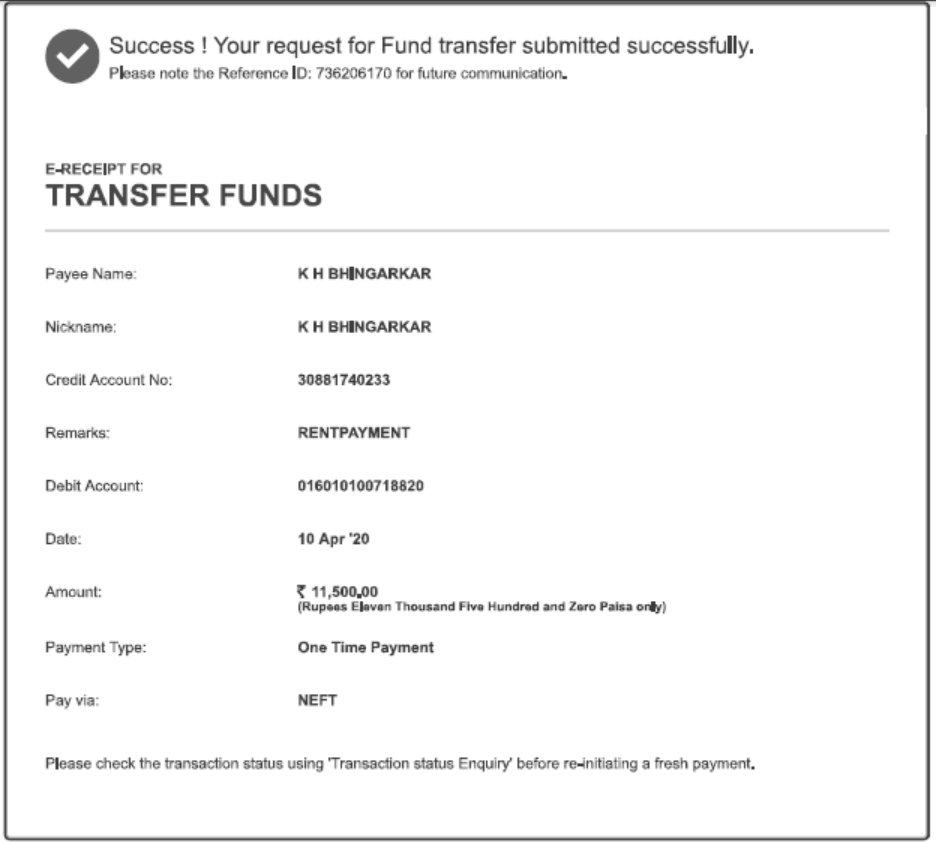 Success ! Your request for Fund transfer submitted successfully.
Please note the Reference ID: 736206170 for future communication.
E-RECEIPT FOR
TRANSFER FUNDS
Payee Name: K H BHINGARKAR
Nickname: K H BHINGARKAR
Credit Account No: 30881740233
Remarks: RENTPAYMENT
Debit Account: 016010100718820
Date: 10 Apr '20
Amount: ₹ 11,500.00
(Rupees Eleven Thousand Five Hundred and Zero Paisa only)
Payment Type: One Time Payment
Pay via: NEFT
Please check the transaction status using 'Transaction status Enquiry' before re-initiating a fresh payment.